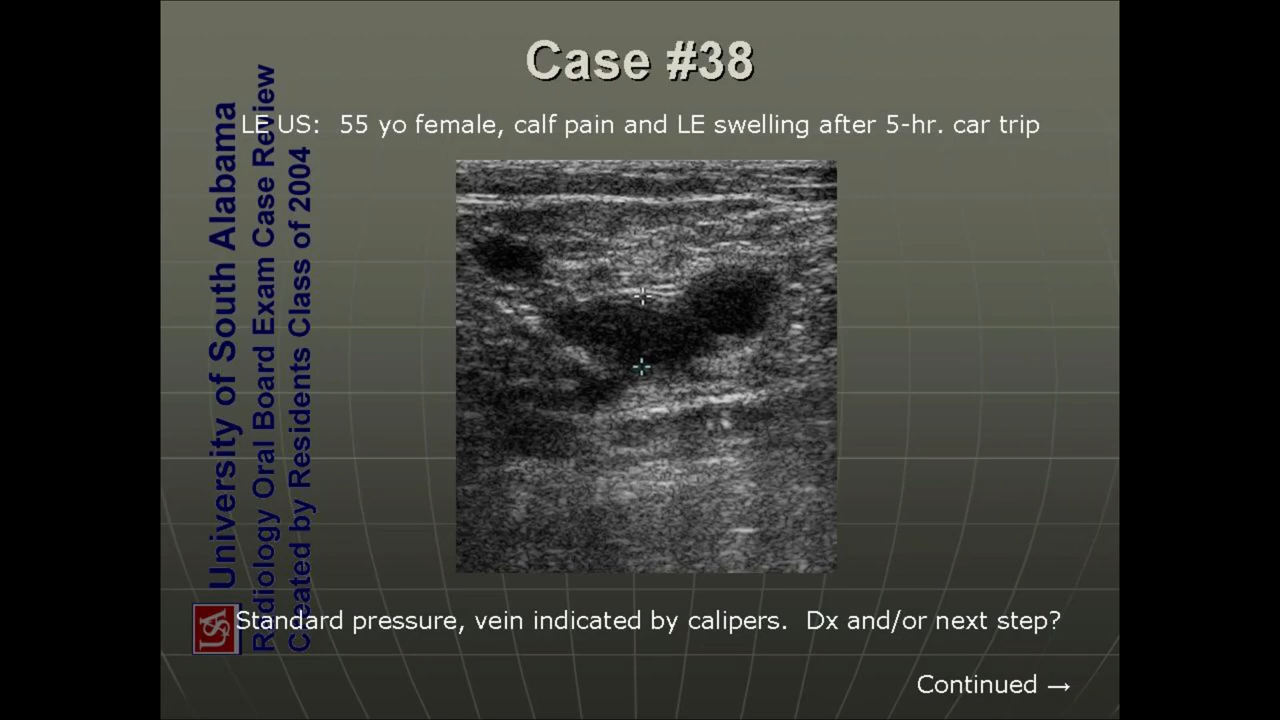 Case #38
LE US: 55 yo female, calf pain and LE swelling after 5-hr. car trip
University of South Alabama
Radiology Oral Board Exam Case Review
Created by Residents Class of 2004
USA
Standard pressure, vein indicated by calipers. Dx and/or next step?
Continued →